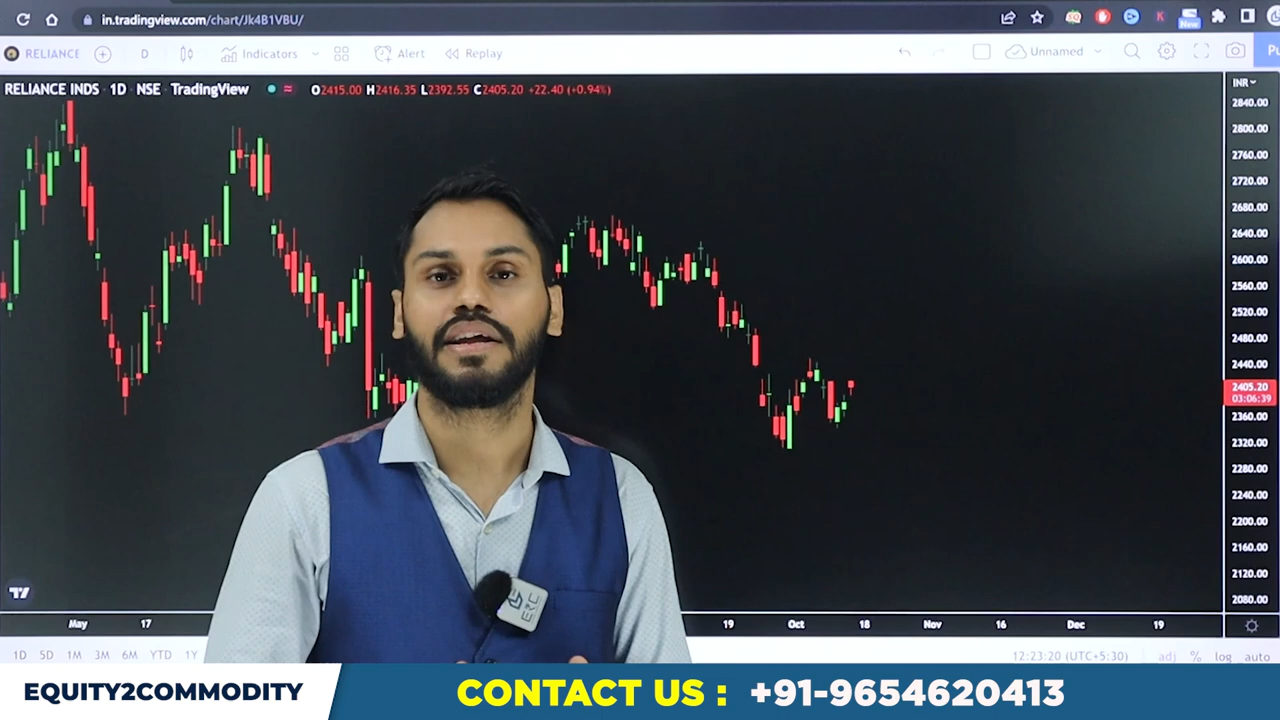 in.tradingview.com/chart/Jk4B1VBU/
New
RELIANCE D Indicators Alert Replay Unnamed
RELIANCE INDS 1D NSE TradingView O2415.00 H2416.35 L2392.55 C2405.20 +22.40 (+0.94%)
INR
2840.00
2800.00
2760.00
2720.00
2680.00
2640.00
2600.00
2560.00
2520.00
2480.00
2440.00
2405.20
03:06:39
2360.00
2320.00
2280.00
2240.00
2200.00
2160.00
2120.00
2080.00
May 17 19 Oct 18 Nov 16 Dec 19
1D 5D 1M 3M 6M YTD 1Y 12:23:20 (UTC+5:30) adj % log auto
E2C
EQUITY2COMMODITY CONTACT US : +91-9654620413